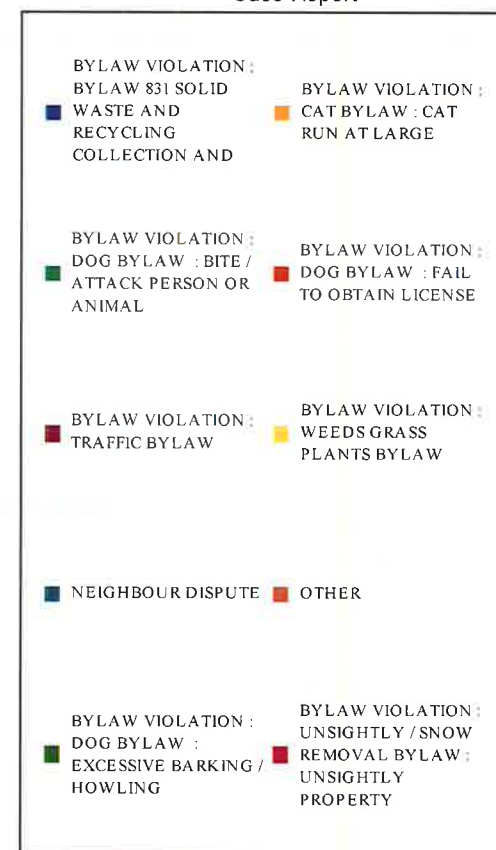 BYLAW VIOLATION :
BYLAW 831 SOLID
WASTE AND
RECYCLING
COLLECTION AND
BYLAW VIOLATION :
CAT BYLAW : CAT
RUN AT LARGE
BYLAW VIOLATION :
DOG BYLAW : BITE /
ATTACK PERSON OR
ANIMAL
BYLAW VIOLATION :
DOG BYLAW : FAIL
TO OBTAIN LICENSE
BYLAW VIOLATION :
TRAFFIC BYLAW
BYLAW VIOLATION :
WEEDS GRASS
PLANTS BYLAW
NEIGHBOUR DISPUTE
OTHER
BYLAW VIOLATION :
DOG BYLAW :
EXCESSIVE BARKING /
HOWLING
BYLAW VIOLATION :
UNSIGHTLY / SNOW
REMOVAL BYLAW :
UNSIGHTLY
PROPERTY